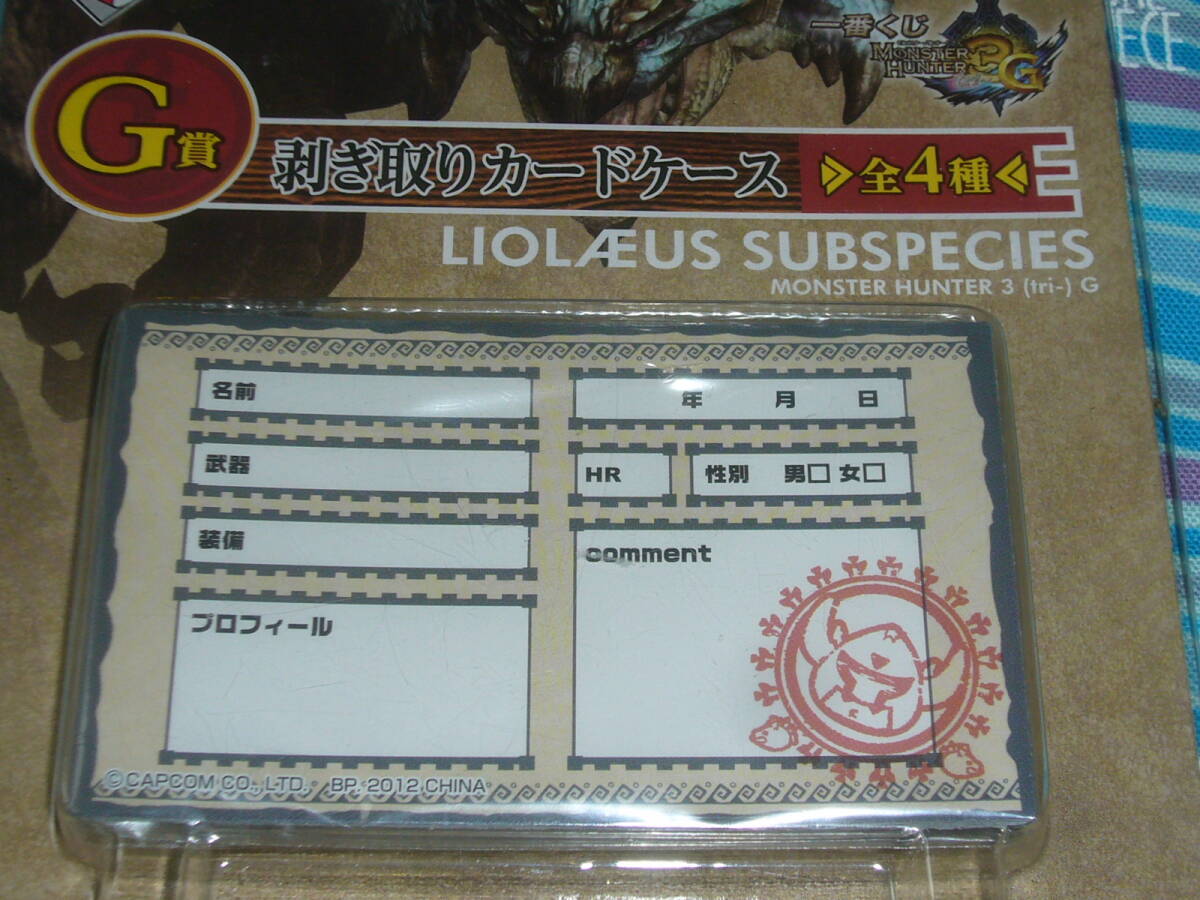 一番くじ
MONSTER HUNTER 3G
G賞
剥ぎ取りカードケース
全4種
LIOLÆUS SUBSPECIES
MONSTER HUNTER 3 (tri-) G
名前
年 月 日
武器
HR
性別 男□ 女□
装備
comment
プロフィール
©CAPCOM CO., LTD. BP. 2012 CHINA